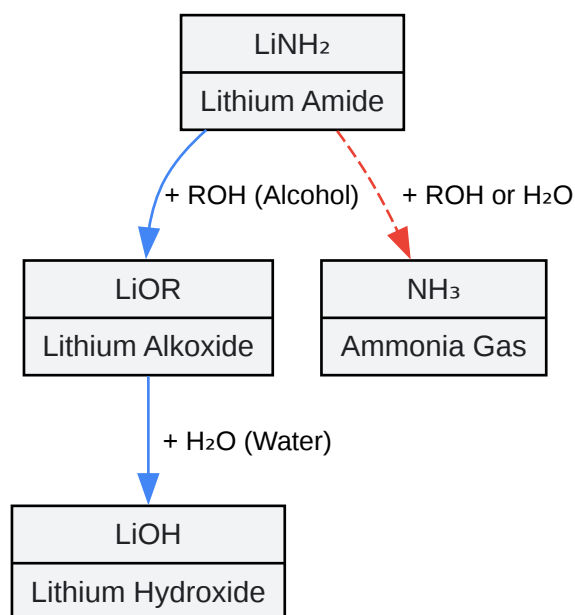 LiNH₂
Lithium Amide
+ ROH (Alcohol)
+ ROH or H₂O
LiOR
Lithium Alkoxide
NH₃
Ammonia Gas
+ H₂O (Water)
LiOH
Lithium Hydroxide